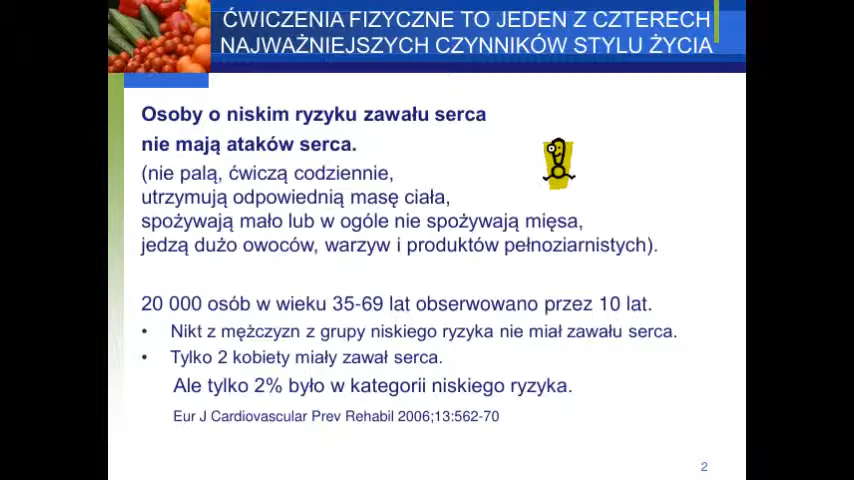 ĆWICZENIA FIZYCZNE TO JEDEN Z CZTERECH
NAJWAŻNIEJSZYCH CZYNNIKÓW STYLU ŻYCIA
Osoby o niskim ryzyku zawału serca
nie mają ataków serca.
(nie palą, ćwiczą codziennie,
utrzymują odpowiednią masę ciała,
spożywają mało lub w ogóle nie spożywają mięsa,
jedzą dużo owoców, warzyw i produktów pełnoziarnistych).
20 000 osób w wieku 35-69 lat obserwowano przez 10 lat.
• Nikt z mężczyzn z grupy niskiego ryzyka nie miał zawału serca.
• Tylko 2 kobiety miały zawał serca.
Ale tylko 2% było w kategorii niskiego ryzyka.
Eur J Cardiovascular Prev Rehabil 2006;13:562-70
2